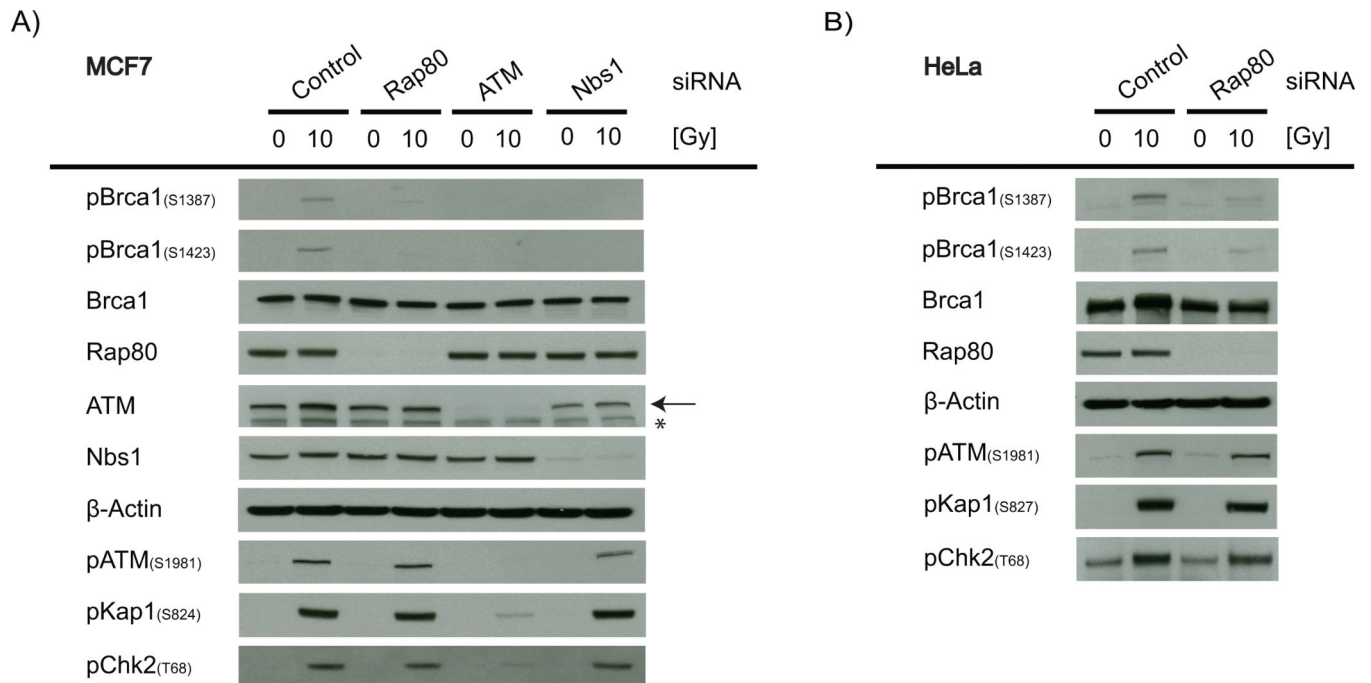 A)
MCF7
Control Rap80 ATM Nbs1 siRNA
0 10 0 10 0 10 0 10 [Gy]
pBrca1(S1387)
pBrca1(S1423)
Brca1
Rap80
ATM
*
Nbs1
β-Actin
pATM(S1981)
pKap1(S824)
pChk2(T68)
B)
HeLa
Control Rap80 siRNA
0 10 0 10 [Gy]
pBrca1(S1387)
pBrca1(S1423)
Brca1
Rap80
β-Actin
pATM(S1981)
pKap1(S827)
pChk2(T68)